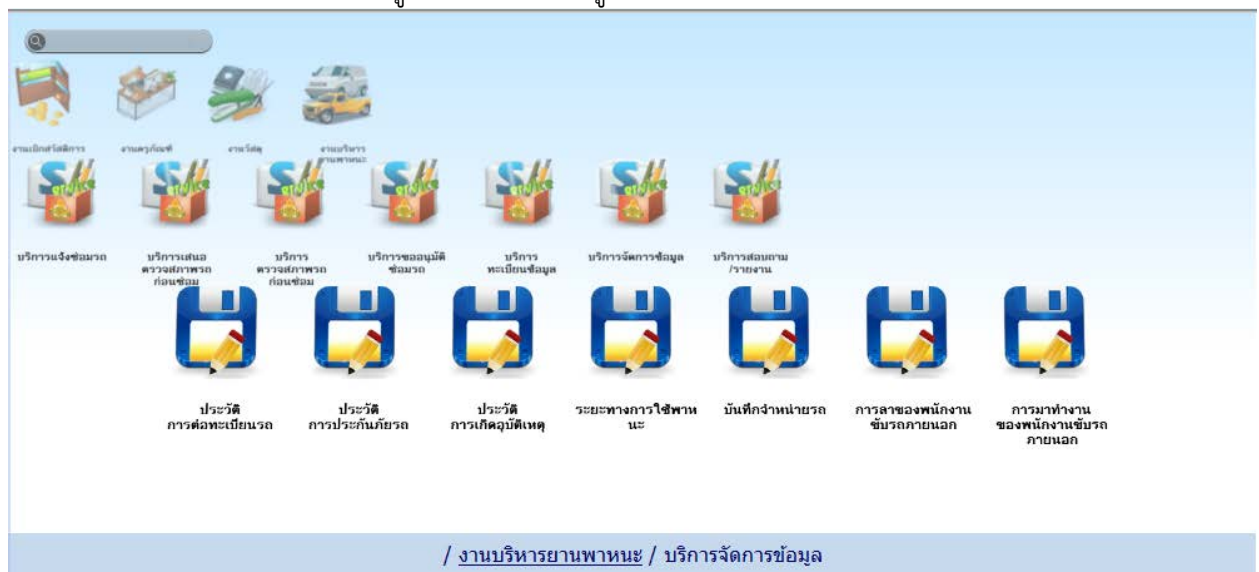 งานเบิกสวัสดิการ งานครุภัณฑ์ งานวัสดุ งานบริหาร
ยานพาหนะ
บริการแจ้งซ่อมรถ บริการเสนอ บริการ บริการขออนุมัติ บริการ บริการจัดการข้อมูล บริการสอบถาม
ตรวจสภาพรถ ตรวจสภาพรถ ซ่อมรถ ทะเบียนข้อมูล /รายงาน
ก่อนซ่อม ก่อนซ่อม
ประวัติ ประวัติ ประวัติ ระยะทางการใช้พาห บันทึกจำหน่ายรถ การลาของพนักงาน การมาทำงาน
การต่อทะเบียนรถ การประกันภัยรถ การเกิดอุบัติเหตุ นะ ขับรถภายนอก ของพนักงานขับรถ
ภายนอก
/ งานบริหารยานพาหนะ / บริการจัดการข้อมูล